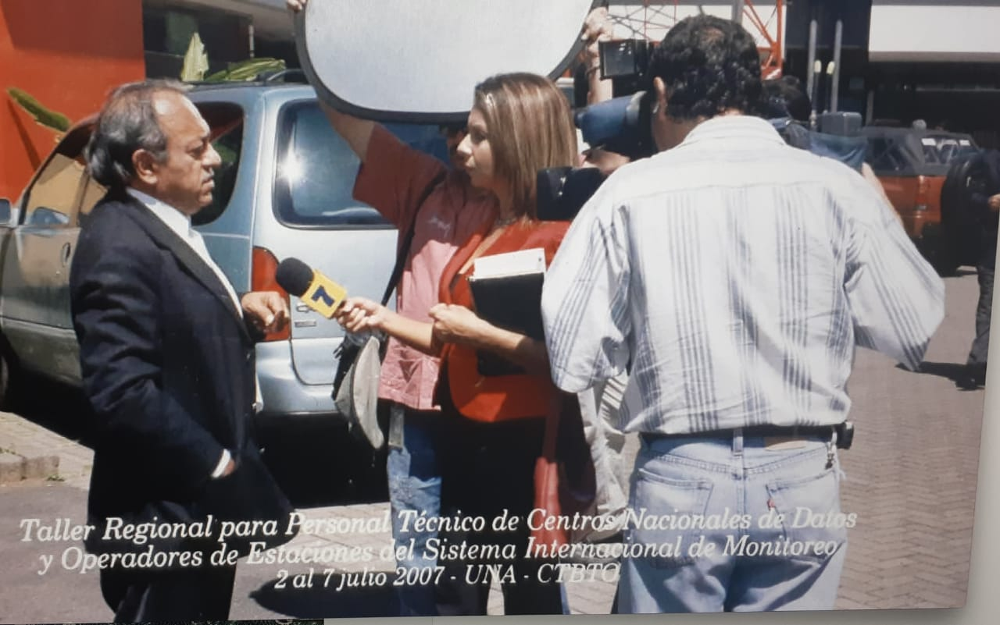 7
Taller Regional para Personal Técnico de Centros Nacionales de Datos
y Operadores de Estaciones del Sistema Internacional de Monitoreo
2 al 7 julio 2007 - UNA - CTBTO